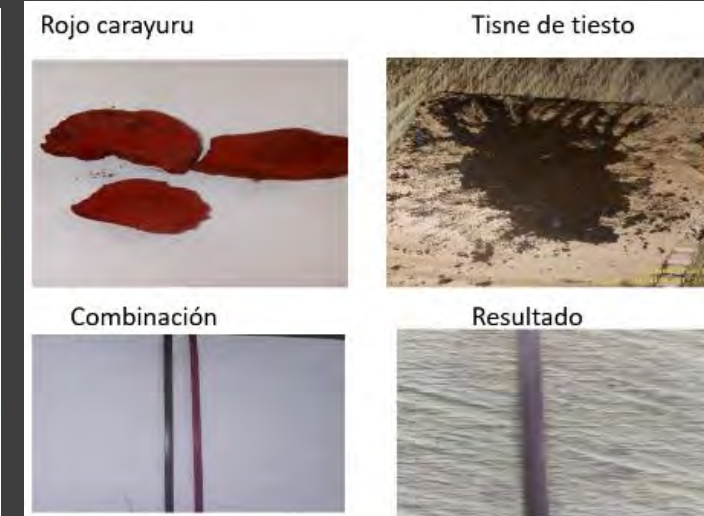 Rojo carayuru
Tisne de tiesto
Combinación
Resultado